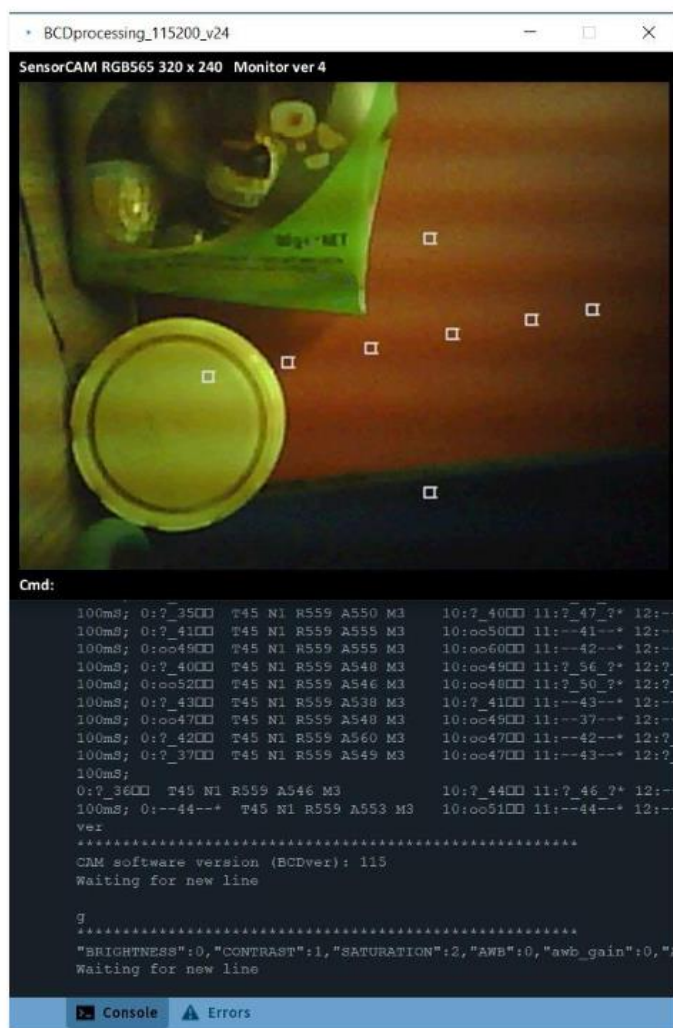 BCDprocessing_115200_v24
SensorCAM RGB565 320 x 240 Monitor ver 4
NET
Cmd:
100mS; 0:?_35□□ T45 N1 R559 A550 M3 10:?_40□□ 11:?_47_?* 12:--
100mS; 0:?_41□□ T45 N1 R559 A555 M3 10:oo50□□ 11:--41--* 12:--
100mS; 0:oo49□□ T45 N1 R559 A555 M3 10:oo60□□ 11:--42--* 12:--
100mS; 0:?_40□□ T45 N1 R559 A548 M3 10:oo49□□ 11:?_56_?* 12:?_
100mS; 0:oo52□□ T45 N1 R559 A546 M3 10:oo48□□ 11:?_50_?* 12:?_
100mS; 0:?_43□□ T45 N1 R559 A538 M3 10:?_41□□ 11:--43--* 12:--
100mS; 0:oo47□□ T45 N1 R559 A548 M3 10:oo49□□ 11:--37--* 12:--
100mS; 0:?_42□□ T45 N1 R559 A560 M3 10:oo47□□ 11:--42--* 12:?_
100mS; 0:?_37□□ T45 N1 R559 A549 M3 10:oo47□□ 11:--43--* 12:?_
100mS;
0:?_36□□ T45 N1 R559 A546 M3 10:?_44□□ 11:?_46_?* 12:--
100mS; 0:--44--* T45 N1 R559 A553 M3 10:oo51□□ 11:--44--* 12:--
ver
*******************************************************
CAM software version (BCDver): 115
Waiting for new line
g
*******************************************************
"BRIGHTNESS":0,"CONTRAST":1,"SATURATION":2,"AWB":0,"awb_gain":0,
Waiting for new line
Console
Errors